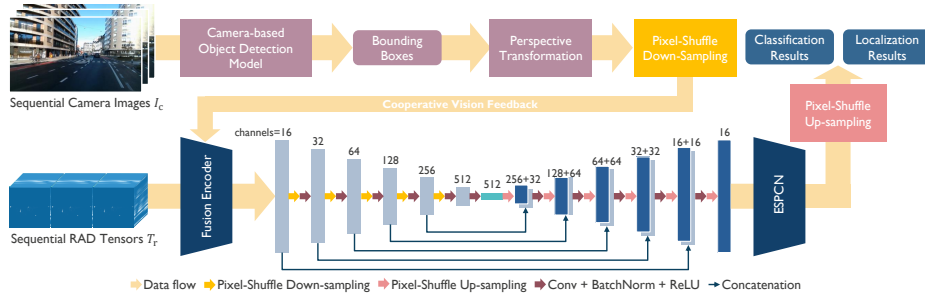 Camera-based
Object Detection
Model
Bounding
Boxes
Perspective
Transformation
Pixel-Shuffle
Down-Sampling
Classification
Results
Localization
Results
Sequential Camera Images I_c
Cooperative Vision Feedback
Pixel-Shuffle
Up-sampling
Fusion Encoder
channels=16
32
64
128
256
512
512
256+32
128+64
64+64
32+32
16+16
16
ESPCN
Sequential RAD Tensors T_r
Data flow
Pixel-Shuffle Down-sampling
Pixel-Shuffle Up-sampling
Conv + BatchNorm + ReLU
Concatenation